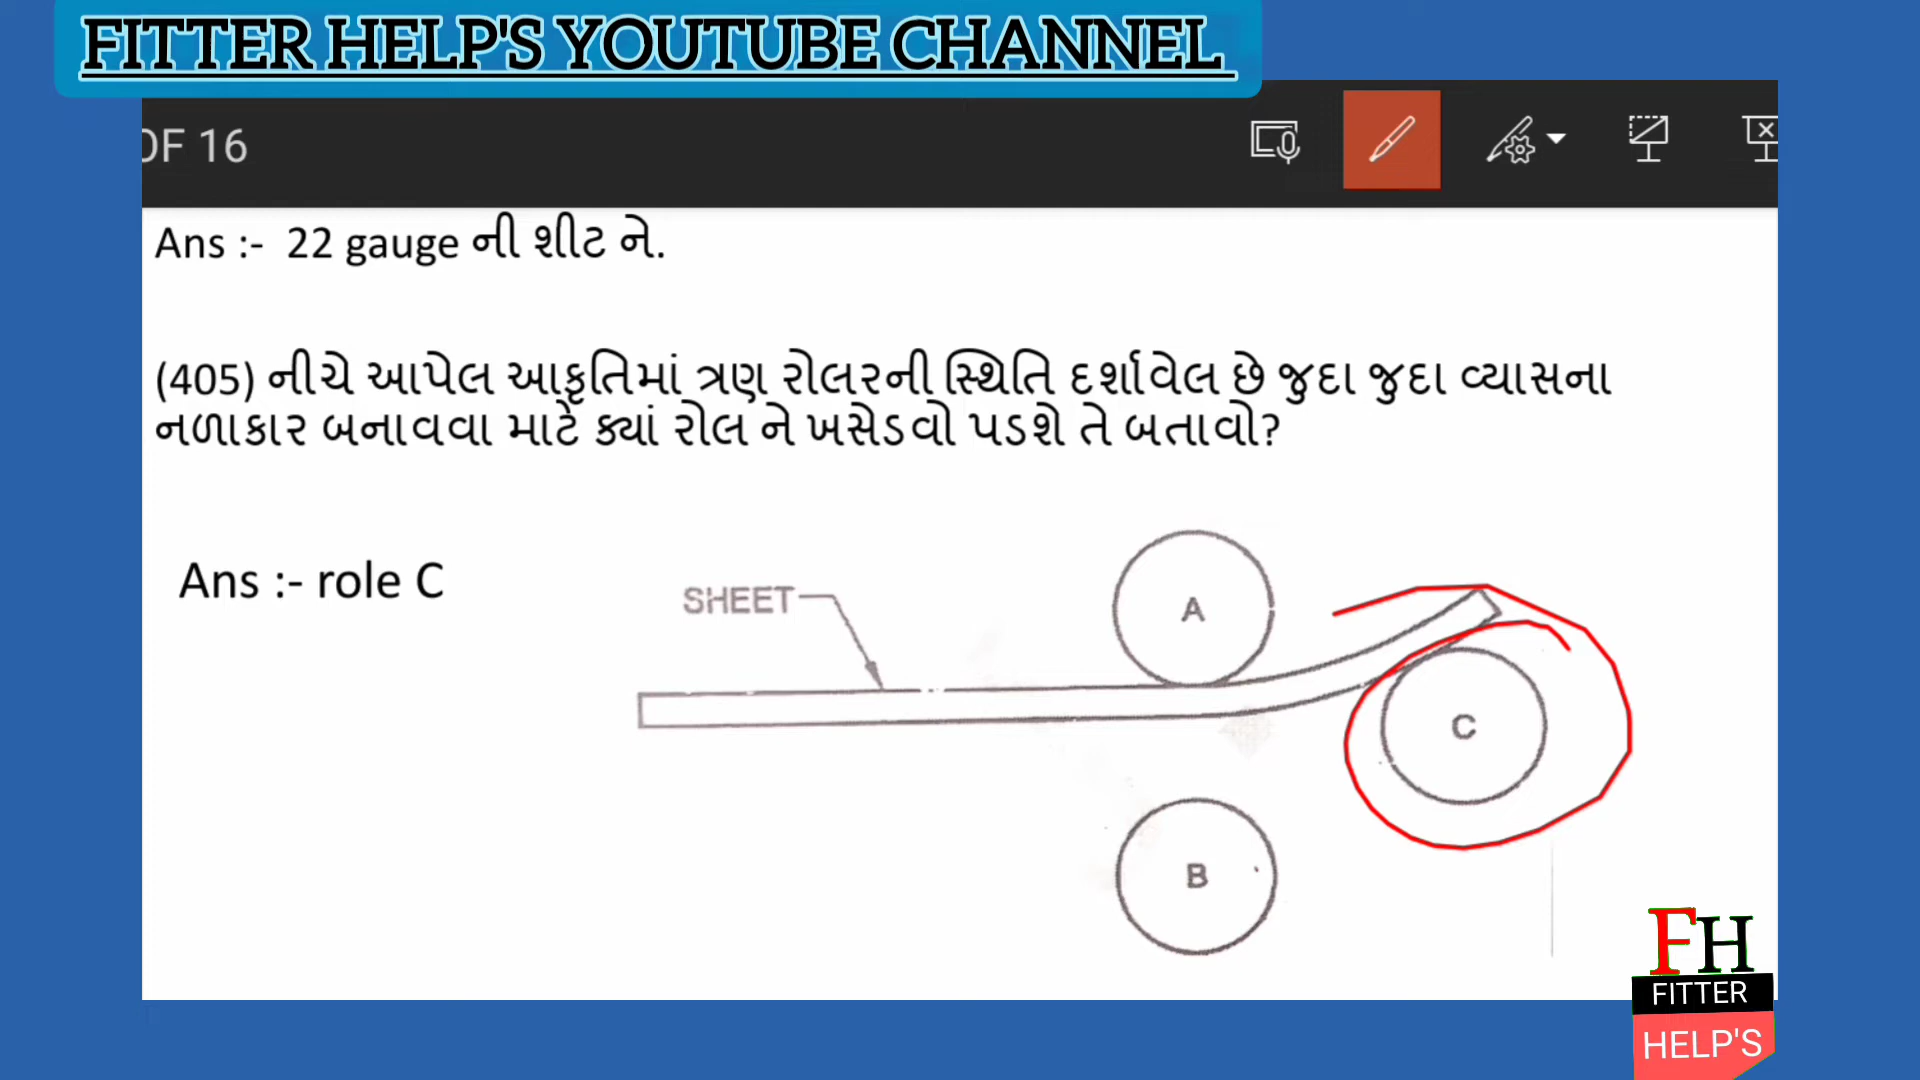 FITTER HELP'S YOUTUBE CHANNEL
OF 16
Ans :- 22 gauge ની શીટ ને.
(405) નીચે આપેલ આકૃતિમાં ત્રણ રોલરની સ્થિતિ દર્શાવેલ છે જુદા જુદા વ્યાસના
નળાકાર બનાવવા માટે ક્યાં રોલ ને ખસેડવો પડશે તે બતાવો?
Ans :- role C
SHEET
A
C
B
FH
FITTER
HELP'S